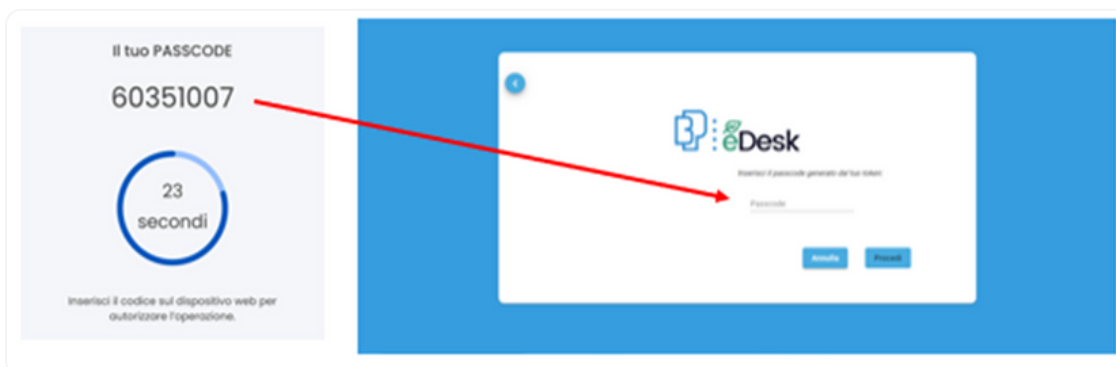 Il tuo PASSCODE
60351007
23
secondi
Inserisci il codice sul dispositivo web per
autorizzare l'operazione.
eDesk
Inserisci il passcode generato dal tuo token
Passcode
Annulla
Procedi